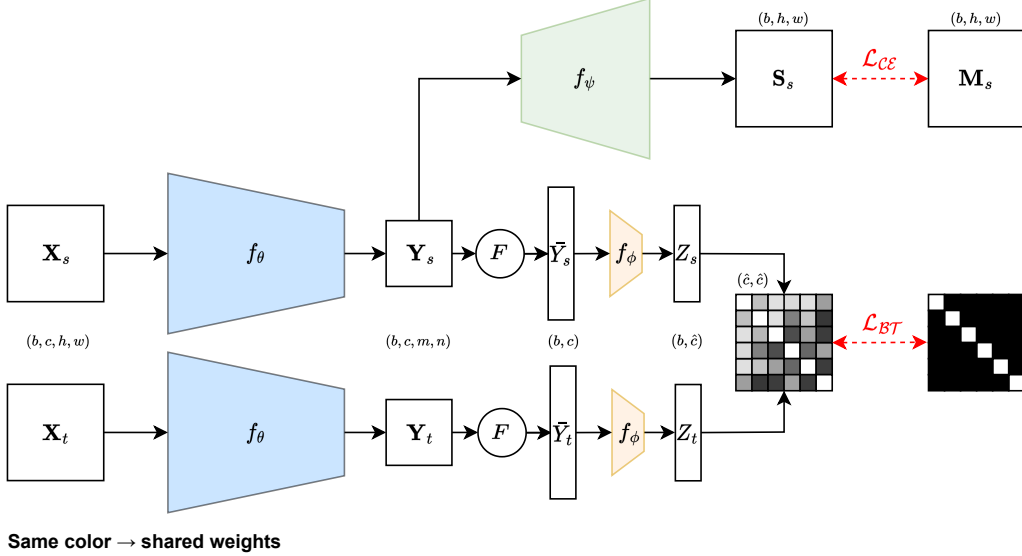 (b, h, w)
(b, h, w)
f_ψ
S_s
L_CE
M_s
X_s
f_θ
Y_s
F
Ȳ_s
f_ϕ
Z_s
(ĉ, ĉ)
(b, c, h, w)
(b, c, m, n)
(b, c)
(b, ĉ)
L_BT
X_t
f_θ
Y_t
F
Ȳ_t
f_ϕ
Z_t
Same color → shared weights